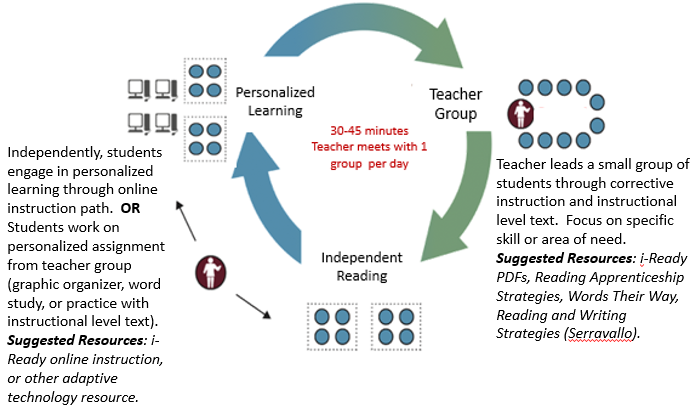 Personalized
Learning
Teacher
Group
30-45 minutes
Teacher meets with 1
group  per day
Independent
Reading
Independently, students
engage in personalized
learning through online
instruction path.  OR
Students work on
personalized assignment
from teacher group
(graphic organizer, word
study, or practice with
instructional level text).
Suggested Resources: i-
Ready online instruction,
or other adaptive
technology resource.
Teacher leads a small group of
students through corrective
instruction and instructional
level text.  Focus on specific
skill or area of need.
Suggested Resources: i-Ready
PDFs, Reading Apprenticeship
Strategies, Words Their Way,
Reading and Writing
Strategies (Serravallo).